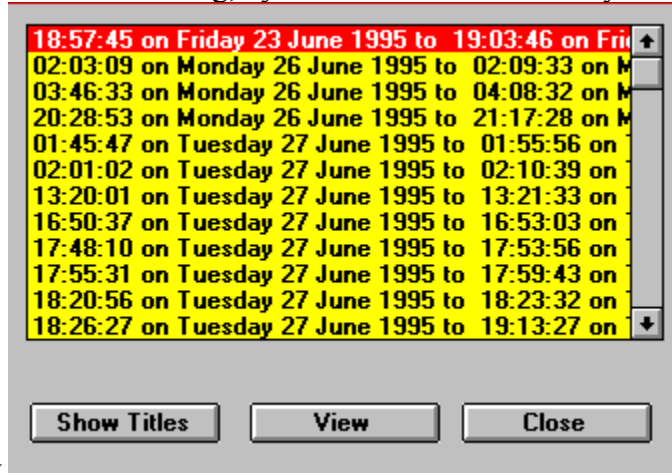 18:57:45 on Friday 23 June 1995 to 19:03:46 on
02:03:09 on Monday 26 June 1995 to 02:09:33 on
03:46:33 on Monday 26 June 1995 to 04:08:32 on
20:28:53 on Monday 26 June 1995 to 21:17:28 on
01:45:47 on Tuesday 27 June 1995 to 01:55:56 on
02:01:02 on Tuesday 27 June 1995 to 02:10:39 on
13:20:01 on Tuesday 27 June 1995 to 13:21:33 on
16:50:37 on Tuesday 27 June 1995 to 16:53:03 on
17:48:10 on Tuesday 27 June 1995 to 17:53:56 on
17:55:31 on Tuesday 27 June 1995 to 17:59:43 on
18:20:56 on Tuesday 27 June 1995 to 18:23:32 on
18:26:27 on Tuesday 27 June 1995 to 19:13:27 on
Show Titles View Close